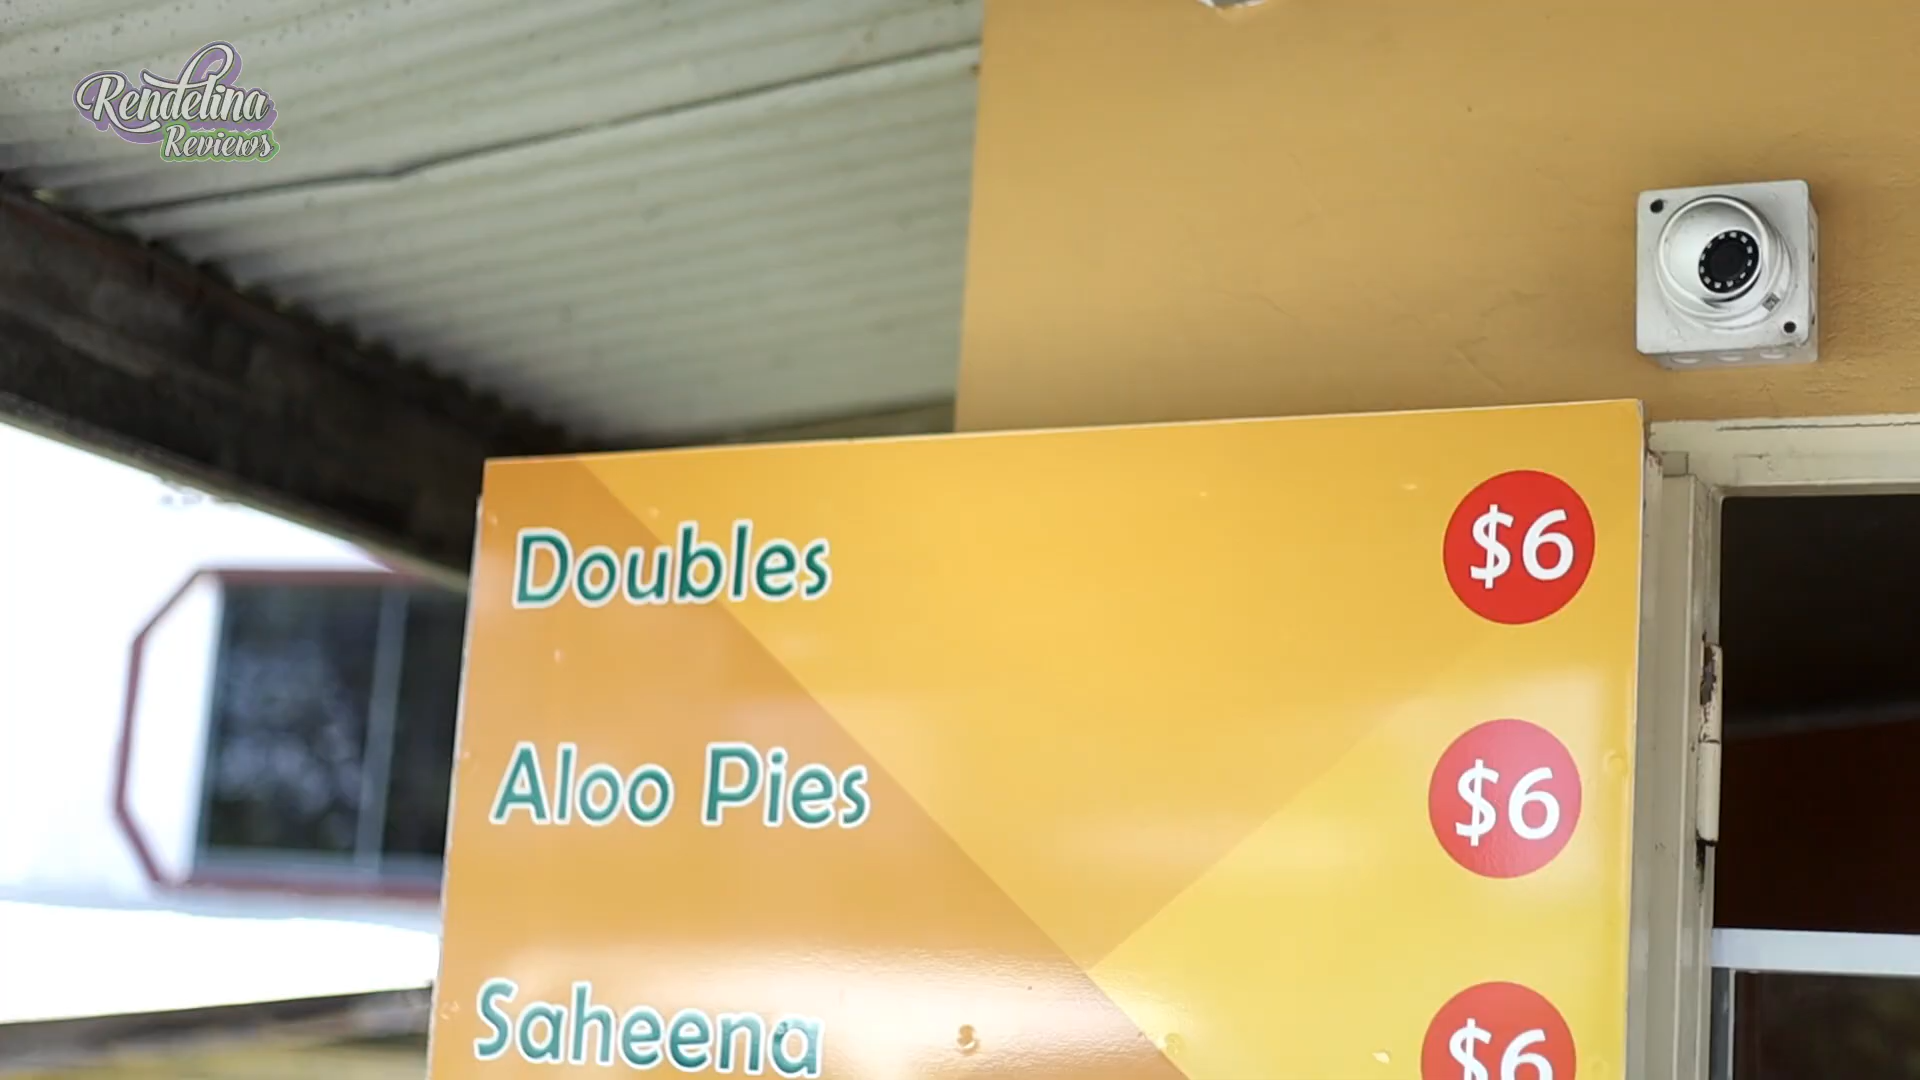 Rendelina
Reviews
Doubles $6
Aloo Pies $6
Saheena $6